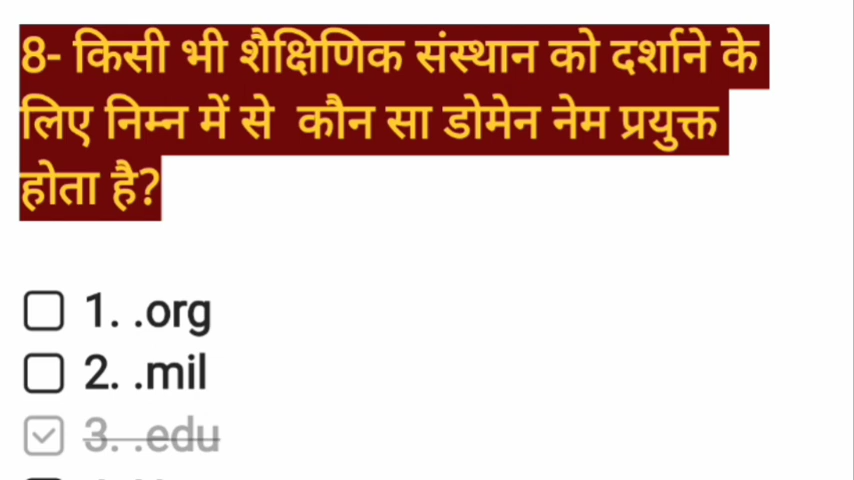 8- किसी भी शैक्षिणिक संस्थान को दर्शाने के
लिए निम्न में से कौन सा डोमेन नेम प्रयुक्त
होता है?
1. .org
2. .mil
3. .edu